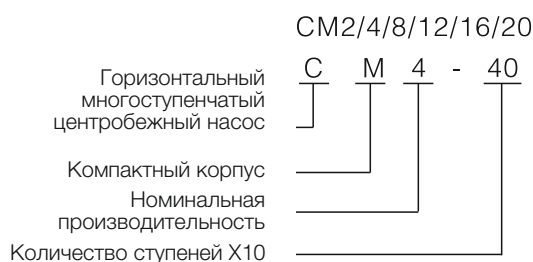 CM2/4/8/12/16/20
C M 4 - 40
Горизонтальный
многоступенчатый
центробежный насос
Компактный корпус
Номинальная
производительность
Количество ступеней X10